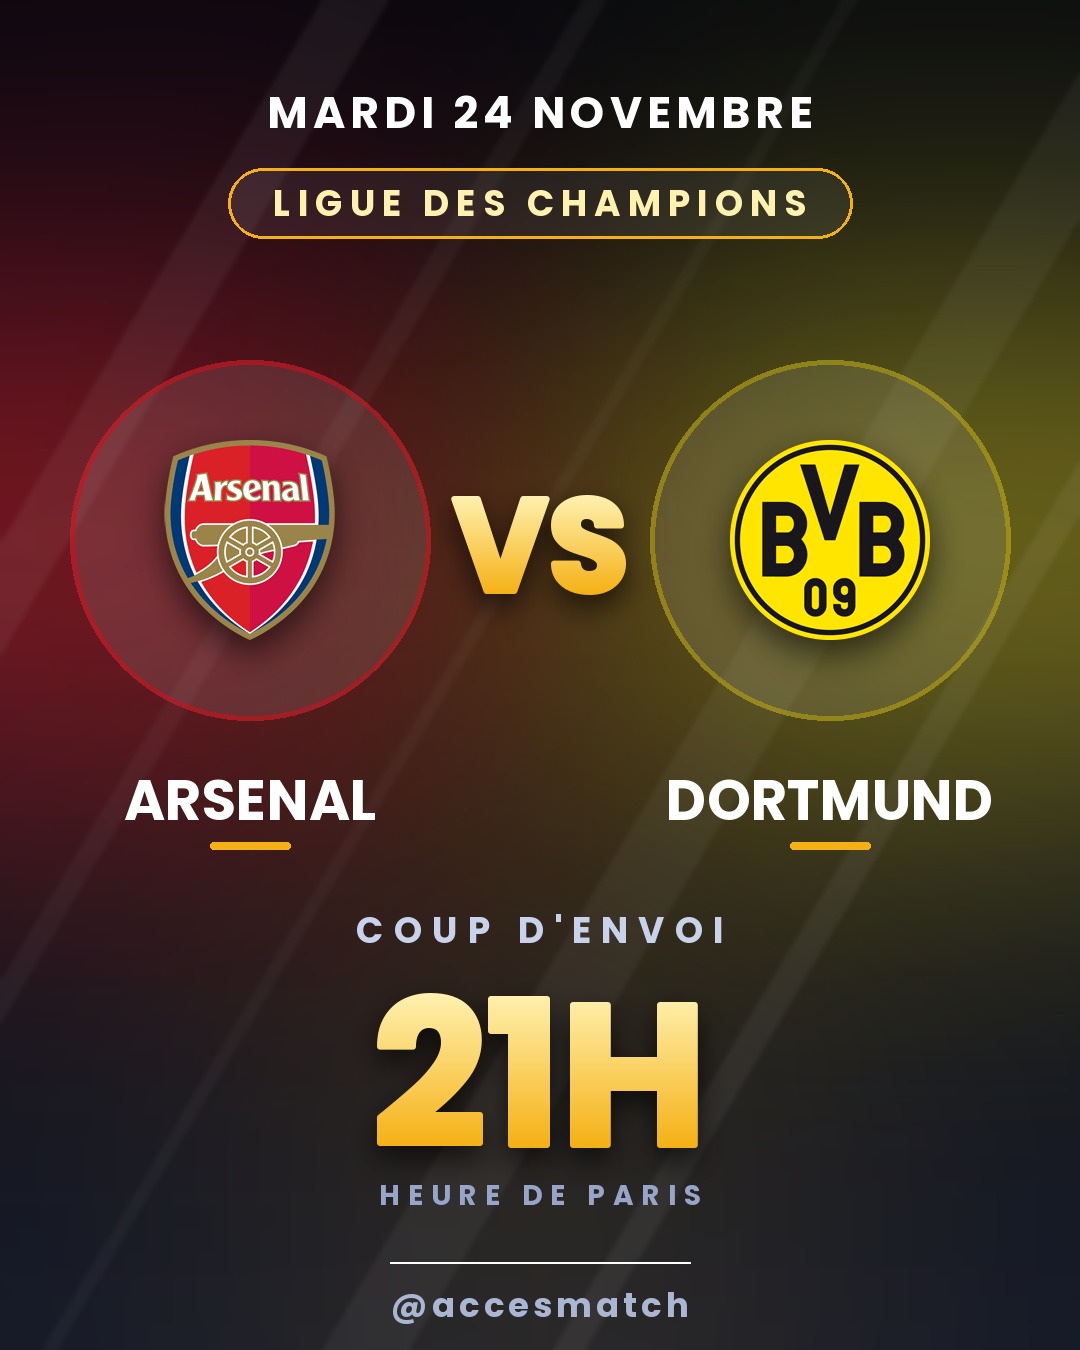 MARDI 24 NOVEMBRE
LIGUE DES CHAMPIONS
Arsenal
VS
BVB
09
ARSENAL
DORTMUND
COUP D'ENVOI
21H
HEURE DE PARIS
@accesmatch